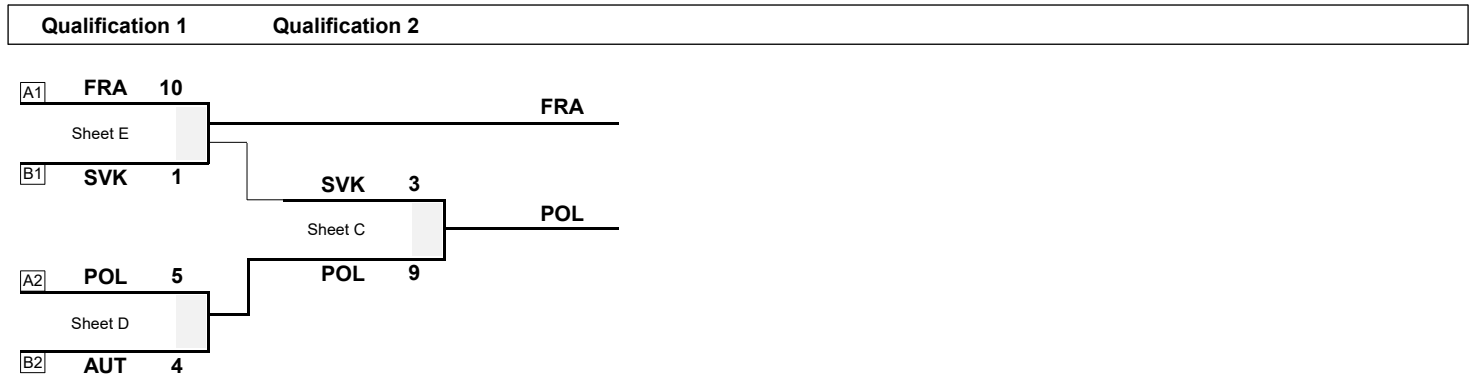 Qualification 1 Qualification 2
A1 FRA 10
FRA
Sheet E
B1 SVK 1
SVK 3
POL
Sheet C
A2 POL 5
POL 9
Sheet D
B2 AUT 4